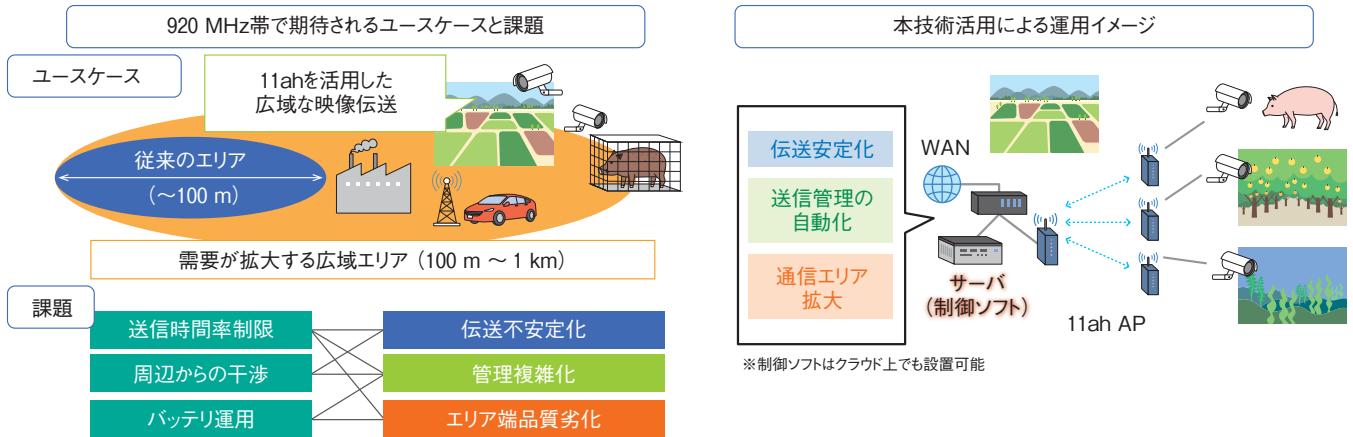 920 MHz帯で期待されるユースケースと課題
ユースケース
11ahを活用した
広域な映像伝送
従来のエリア
(～100 m)
需要が拡大する広域エリア (100 m ～ 1 km)
課題
送信時間率制限
伝送不安定化
周辺からの干渉
管理複雑化
バッテリ運用
エリア端品質劣化
本技術活用による運用イメージ
伝送安定化
送信管理の
自動化
通信エリア
拡大
WAN
サーバ
(制御ソフト)
11ah AP
※制御ソフトはクラウド上でも設置可能